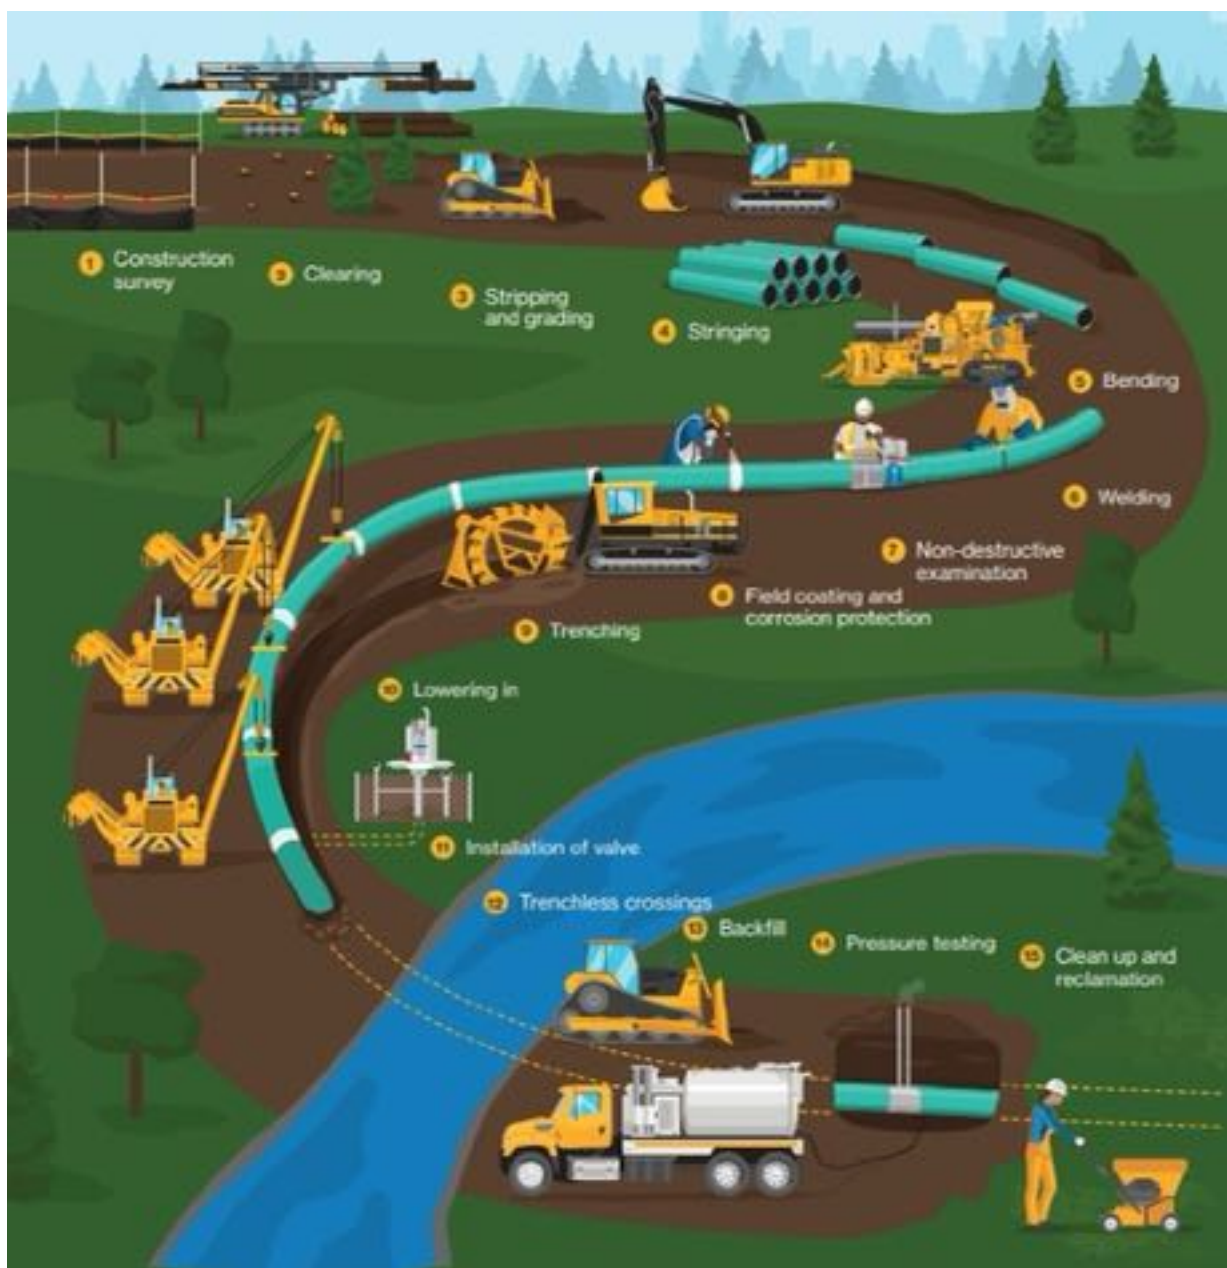 1 Construction
survey
2 Clearing
3 Stripping
and grading
4 Stringing
5 Bending
6 Welding
7 Non-destructive
examination
8 Field coating and
corrosion protection
9 Trenching
10 Lowering in
11 Installation of valve
12 Trenchless crossings
13 Backfill
14 Pressure testing
15 Clean up and
reclamation